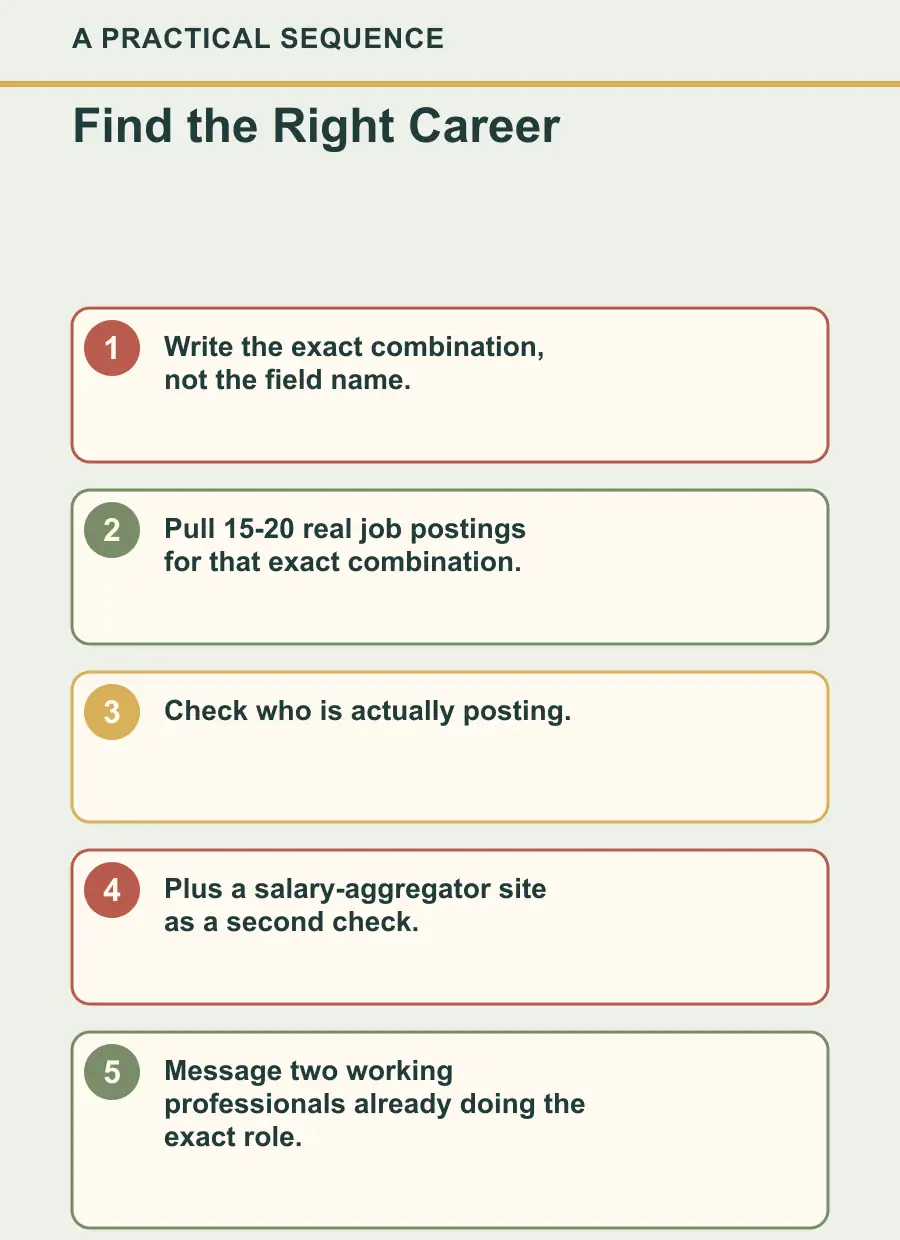 A PRACTICAL SEQUENCE
Find the Right Career
1
Write the exact combination,
not the field name.
2
Pull 15-20 real job postings
for that exact combination.
3
Check who is actually posting.
4
Plus a salary-aggregator site
as a second check.
5
Message two working
professionals already doing the
exact role.